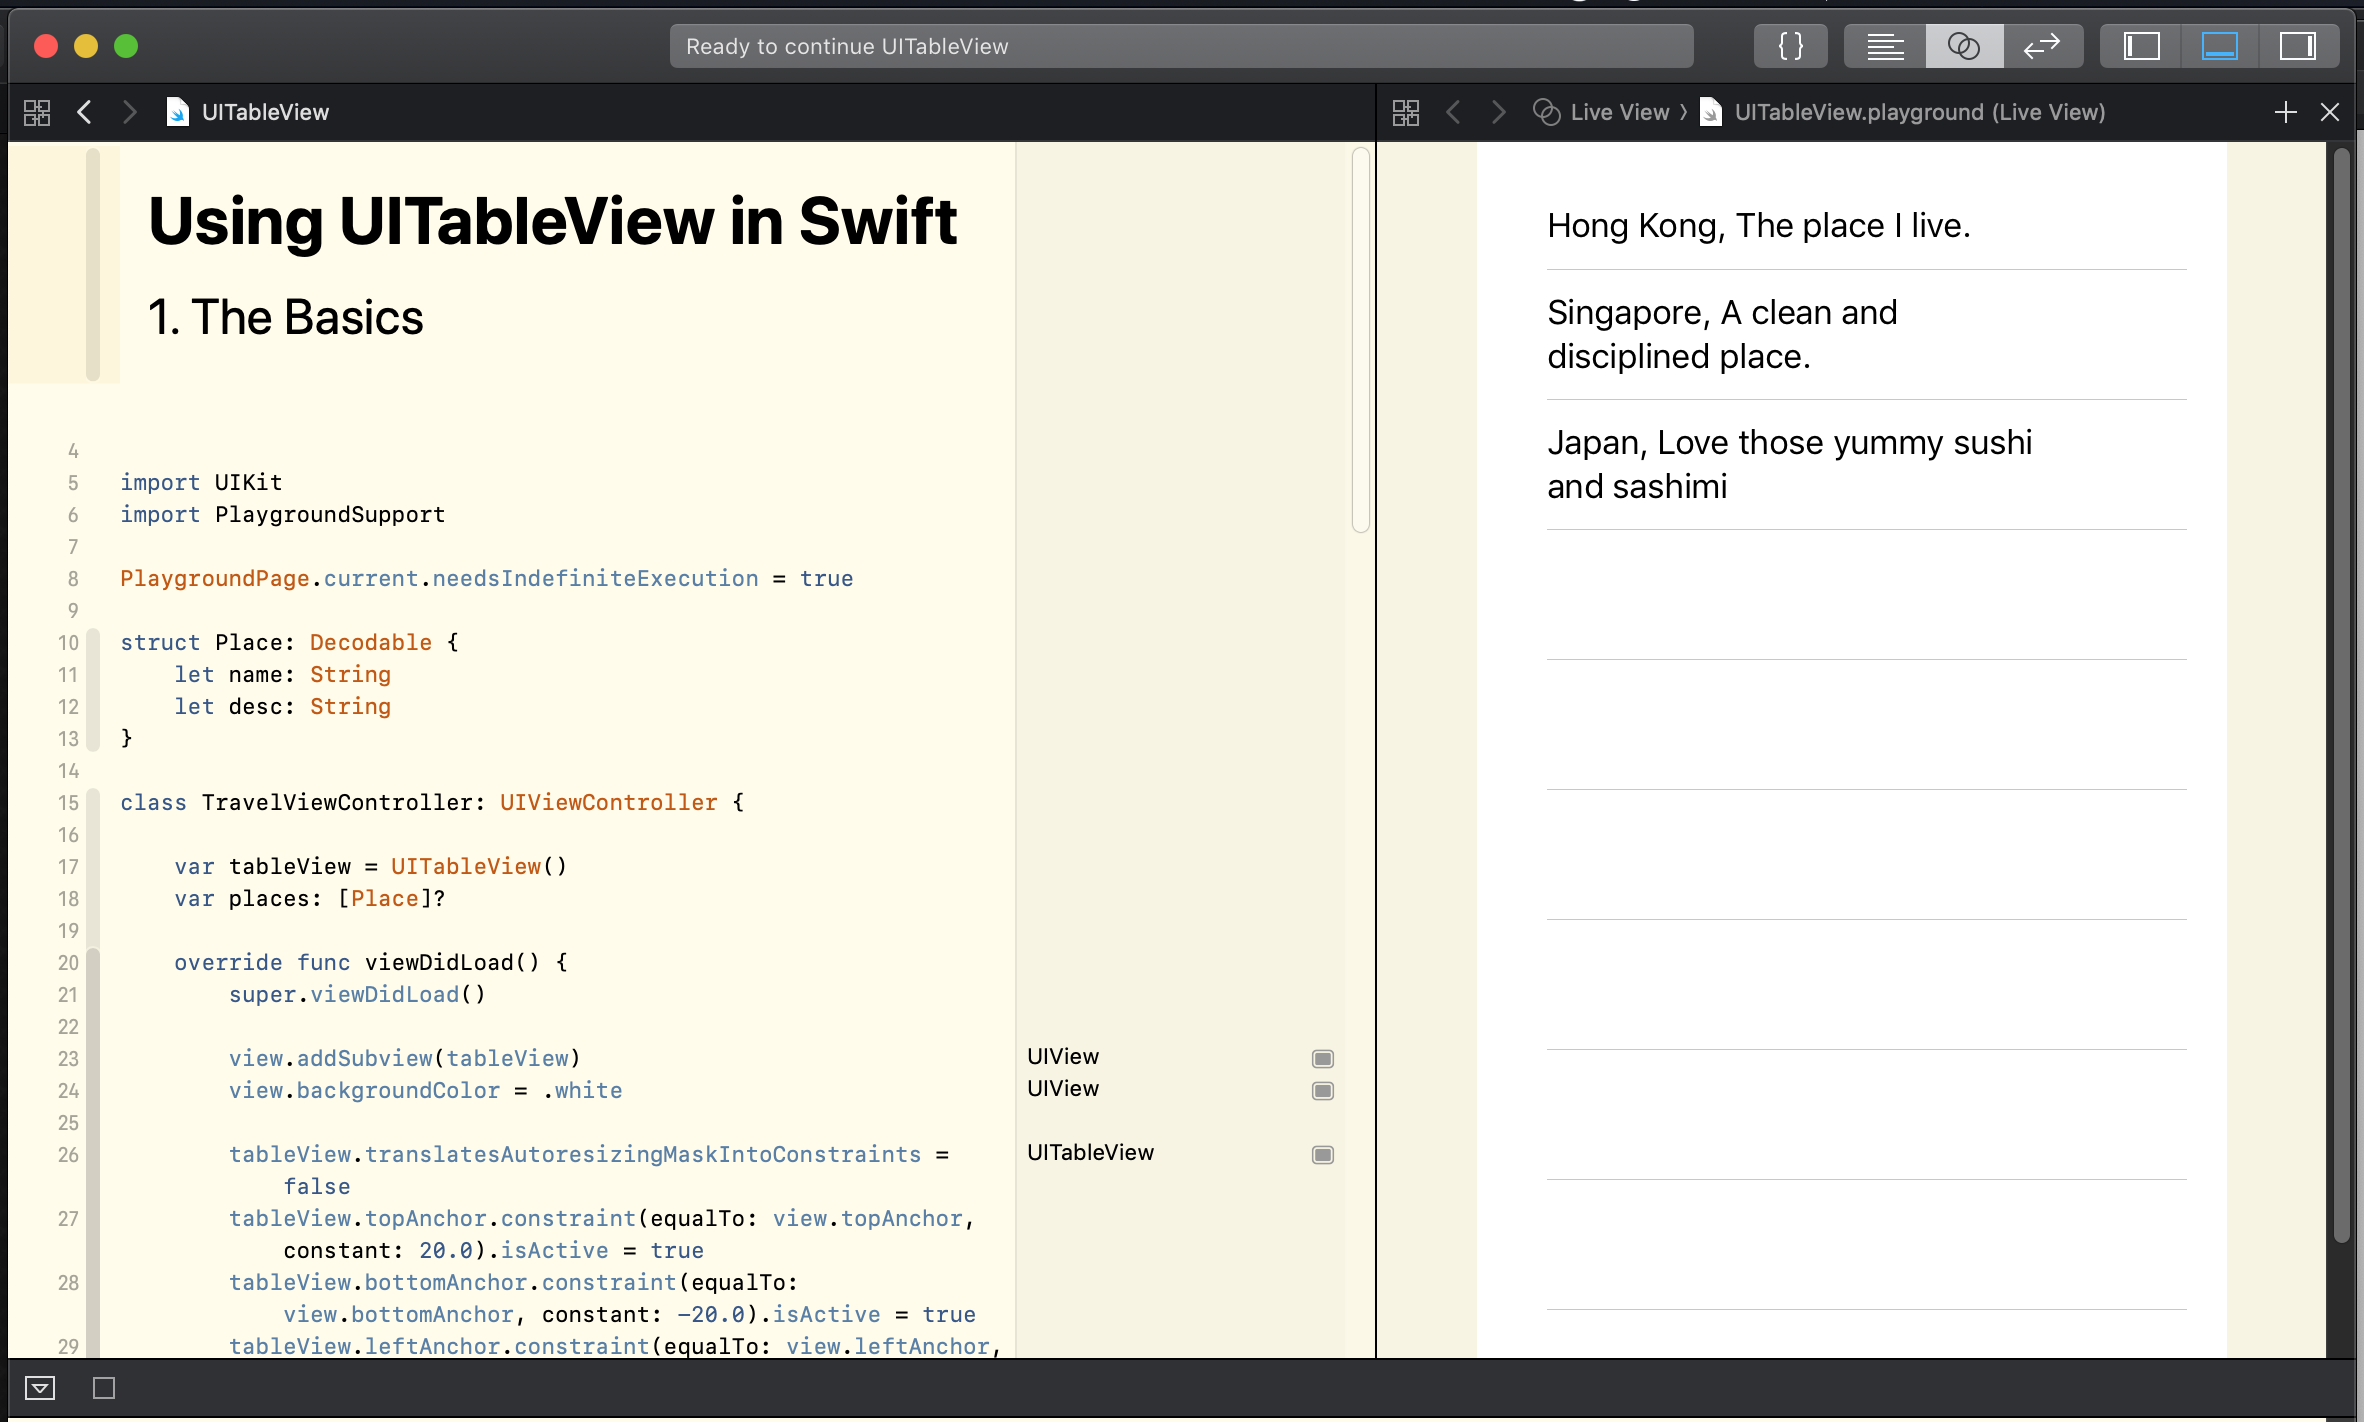 Ready to continue UITableView
{ }
UITableView
Live View 〉 UITableView.playground (Live View)
Using UITableView in Swift
1. The Basics
4
5 import UIKit
6 import PlaygroundSupport
7
8 PlaygroundPage.current.needsIndefiniteExecution = true
9
10 struct Place: Decodable {
11 let name: String
12 let desc: String
13 }
14
15 class TravelViewController: UIViewController {
16
17 var tableView = UITableView()
18 var places: [Place]?
19
20 override func viewDidLoad() {
21 super.viewDidLoad()
22
23 view.addSubview(tableView)
24 view.backgroundColor = .white
25
26 tableView.translatesAutoresizingMaskIntoConstraints =
false
27 tableView.topAnchor.constraint(equalTo: view.topAnchor,
constant: 20.0).isActive = true
28 tableView.bottomAnchor.constraint(equalTo:
view.bottomAnchor, constant: -20.0).isActive = true
29 tableView.leftAnchor.constraint(equalTo: view.leftAnchor,
UIView
UIView
UITableView
Hong Kong, The place I live.
Singapore, A clean and
disciplined place.
Japan, Love those yummy sushi
and sashimi